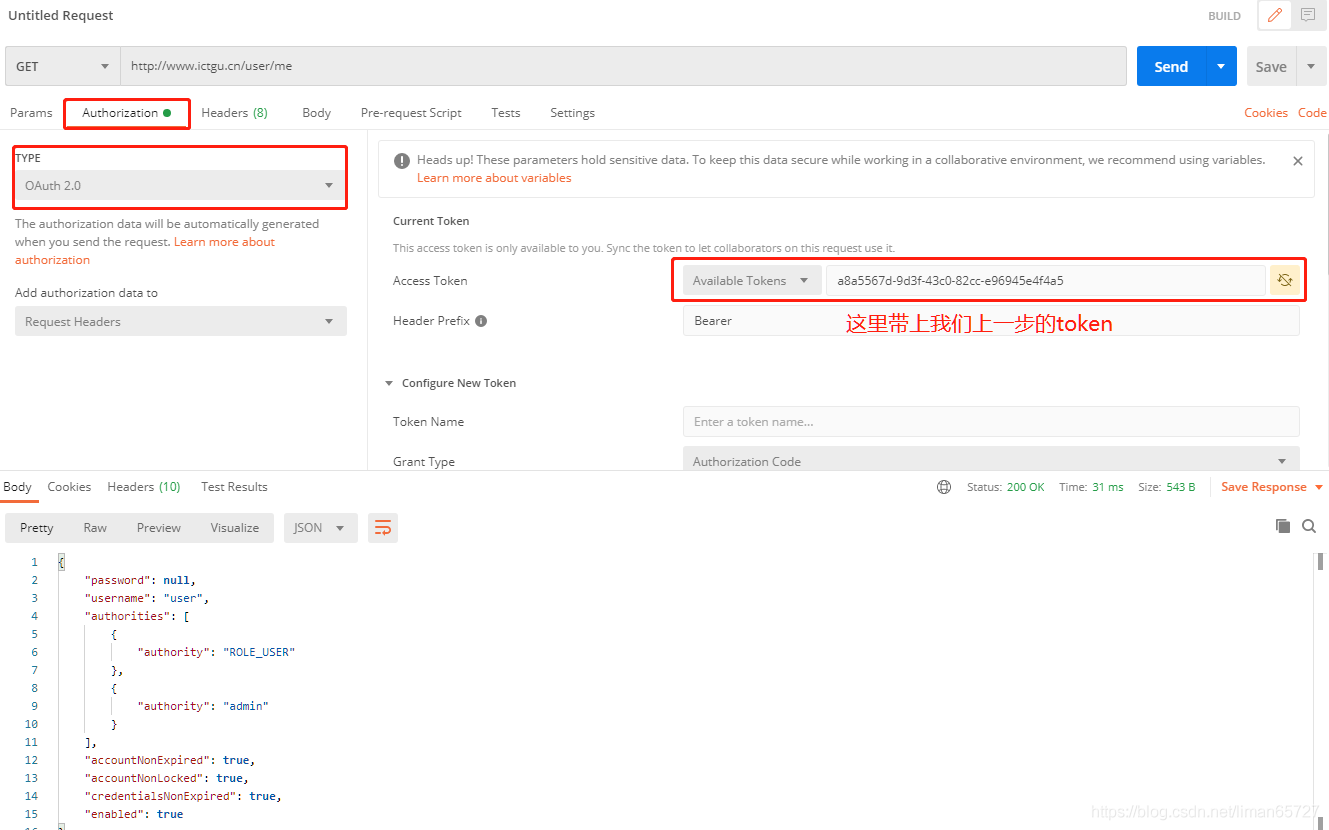 Untitled Request
BUILD
GET
http://www.ictgu.cn/user/me
Send
Save
Params
Authorization
Headers (8)
Body
Pre-request Script
Tests
Settings
Cookies
Code
TYPE
OAuth 2.0
The authorization data will be automatically generated
when you send the request. Learn more about
authorization
Add authorization data to
Request Headers
Heads up! These parameters hold sensitive data. To keep this data secure while working in a collaborative environment, we recommend using variables.
Learn more about variables
Current Token
This access token is only available to you. Sync the token to let collaborators on this request use it.
Access Token
Available Tokens
a8a5567d-9d3f-43c0-82cc-e96945e4f4a5
Header Prefix
Bearer
这里带上我们上一步的token
Configure New Token
Token Name
Enter a token name...
Grant Type
Authorization Code
Body
Cookies
Headers (10)
Test Results
Status: 200 OK
Time: 31 ms
Size: 543 B
Save Response
Pretty
Raw
Preview
Visualize
JSON
1 {
2 "password": null,
3 "username": "user",
4 "authorities": [
5 {
6 "authority": "ROLE_USER"
7 },
8 {
9 "authority": "admin"
10 }
11 ],
12 "accountNonExpired": true,
13 "accountNonLocked": true,
14 "credentialsNonExpired": true,
15 "enabled": true
16 }
https://blog.csdn.net/liman65727